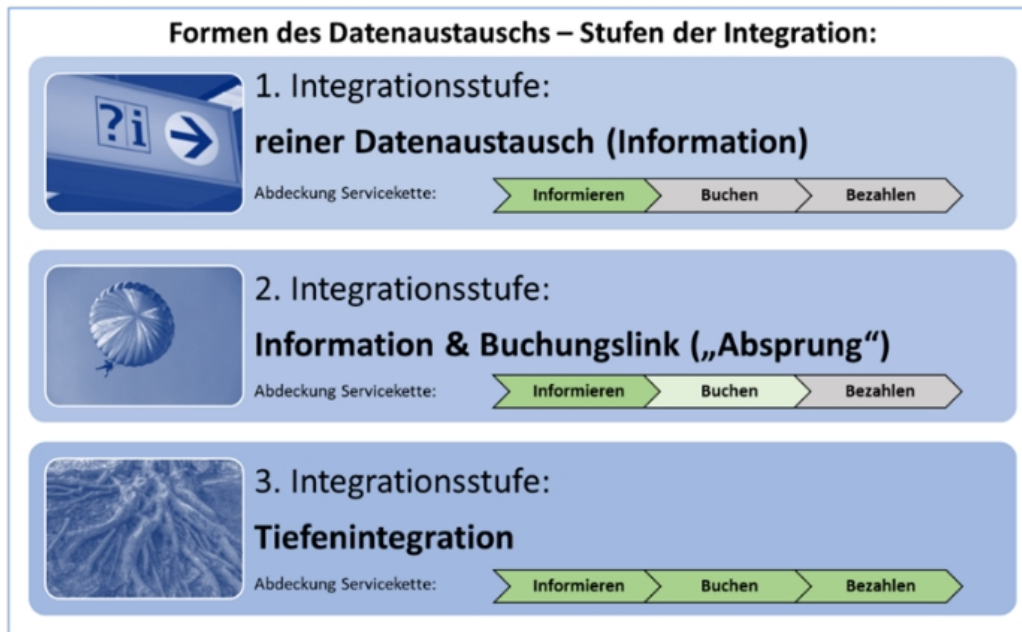 Formen des Datenaustauschs – Stufen der Integration:
?i
1. Integrationsstufe:
reiner Datenaustausch (Information)
Abdeckung Servicekette: Informieren Buchen Bezahlen
2. Integrationsstufe:
Information & Buchungslink („Absprung“)
Abdeckung Servicekette: Informieren Buchen Bezahlen
3. Integrationsstufe:
Tiefenintegration
Abdeckung Servicekette: Informieren Buchen Bezahlen